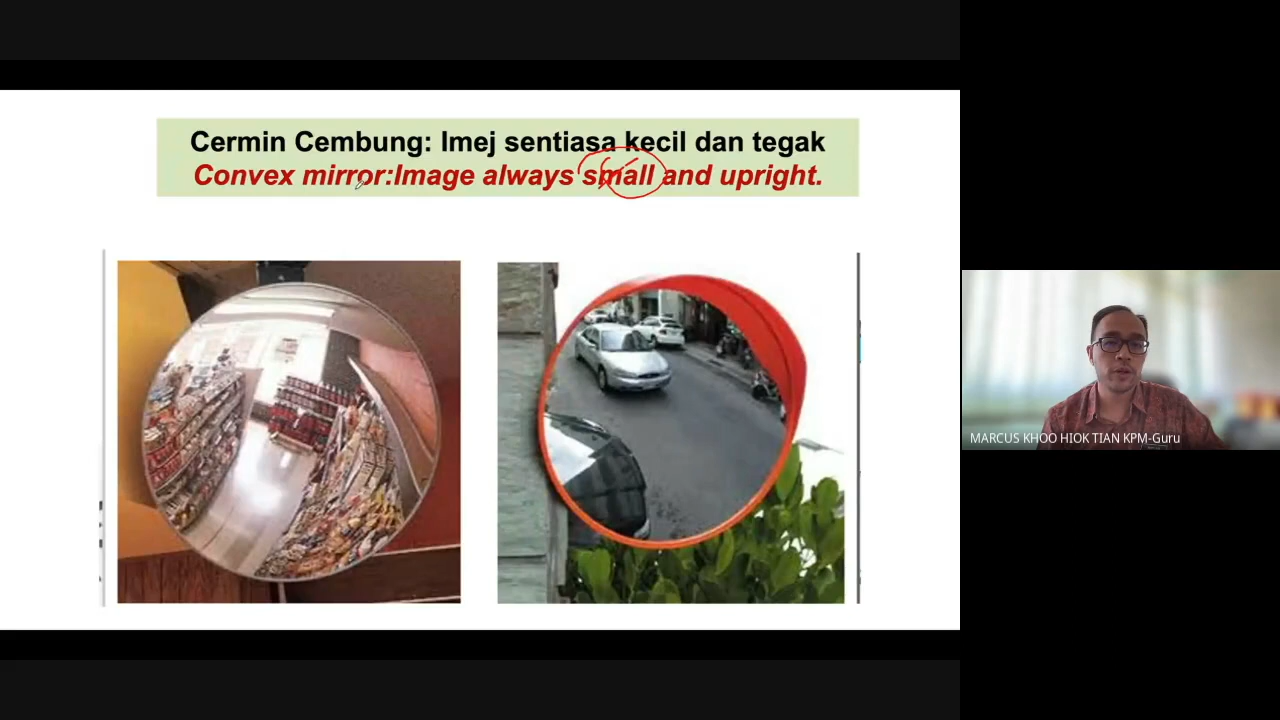 Cermin Cembung: Imej sentiasa kecil dan tegak
Convex mirror:Image always small and upright.
MARCUS KHOO HIOK TIAN KPM-Guru